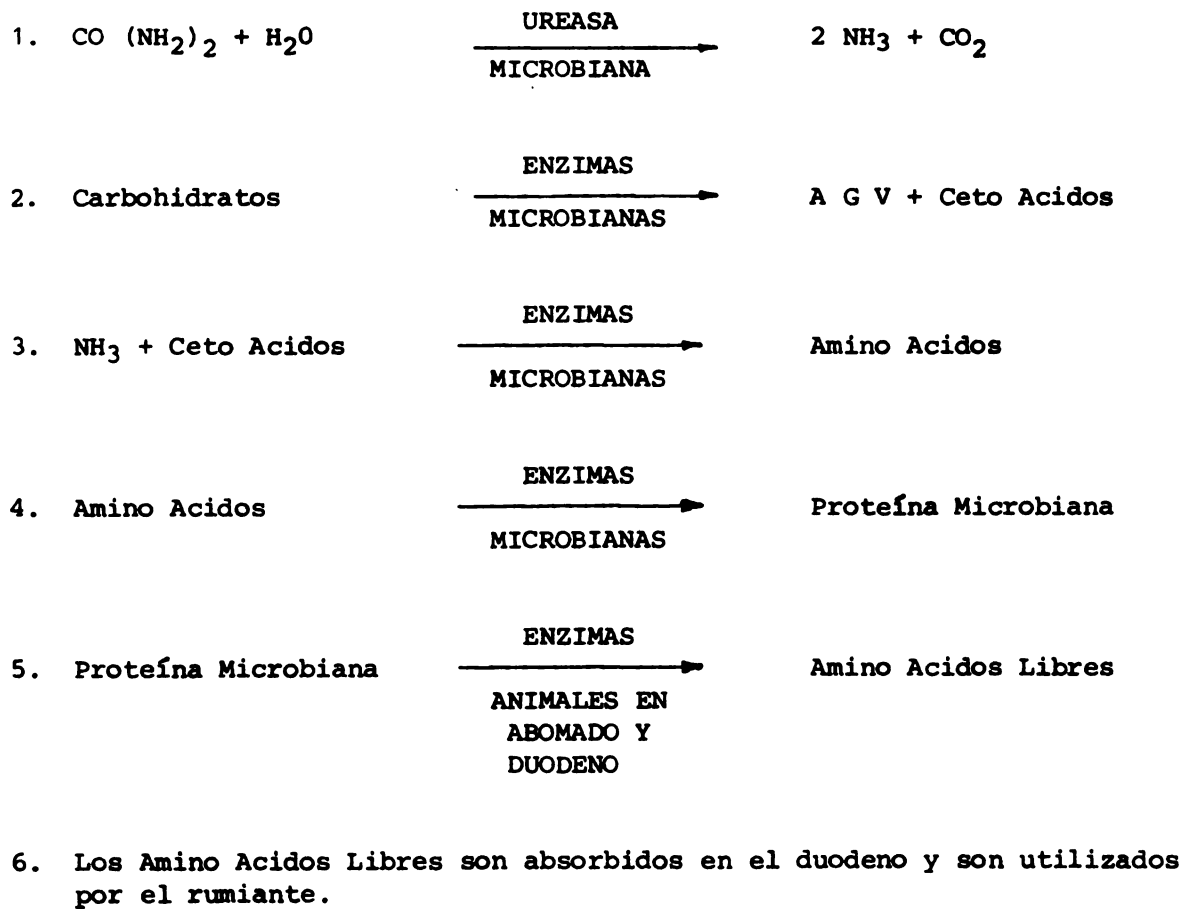 UREASA
1. CO (NH2)2 + H2O 2 NH3 + CO2
MICROBIANA
ENZIMAS
2. Carbohidratos A G V + Ceto Acidos
MICROBIANAS
ENZIMAS
3. NH3 + Ceto Acidos Amino Acidos
MICROBIANAS
ENZIMAS
4. Amino Acidos Proteína Microbiana
MICROBIANAS
ENZIMAS
5. Proteína Microbiana Amino Acidos Libres
ANIMALES EN
ABOMADO Y
DUODENO
6. Los Amino Acidos Libres son absorbidos en el duodeno y son utilizados
por el rumiante.